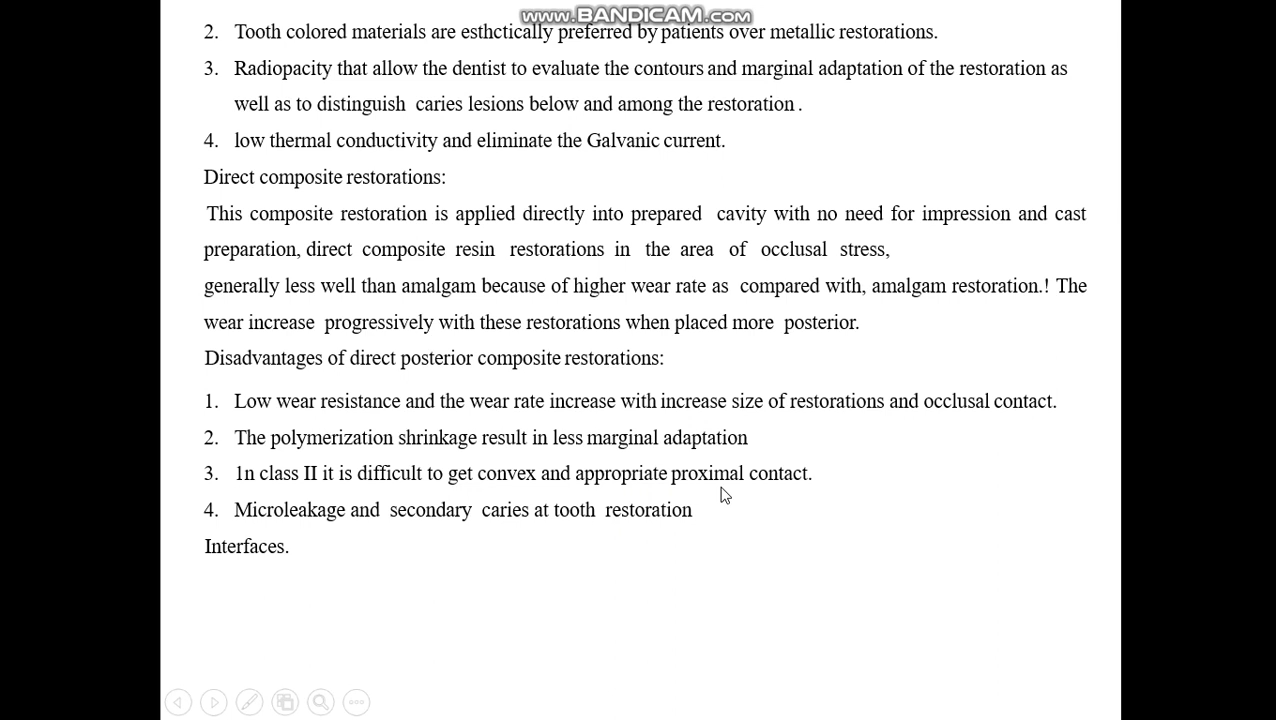 www.BANDICAM.com
2. Tooth colored materials are esthctically preferred by patients over metallic restorations.
3. Radiopacity that allow the dentist to evaluate the contours and marginal adaptation of the restoration as
well as to distinguish caries lesions below and among the restoration .
4. low thermal conductivity and eliminate the Galvanic current.
Direct composite restorations:
This composite restoration is applied directly into prepared cavity with no need for impression and cast
preparation, direct composite resin restorations in the area of occlusal stress,
generally less well than amalgam because of higher wear rate as compared with, amalgam restoration.! The
wear increase progressively with these restorations when placed more posterior.
Disadvantages of direct posterior composite restorations:
1. Low wear resistance and the wear rate increase with increase size of restorations and occlusal contact.
2. The polymerization shrinkage result in less marginal adaptation
3. 1n class II it is difficult to get convex and appropriate proximal contact.
4. Microleakage and secondary caries at tooth restoration
Interfaces.